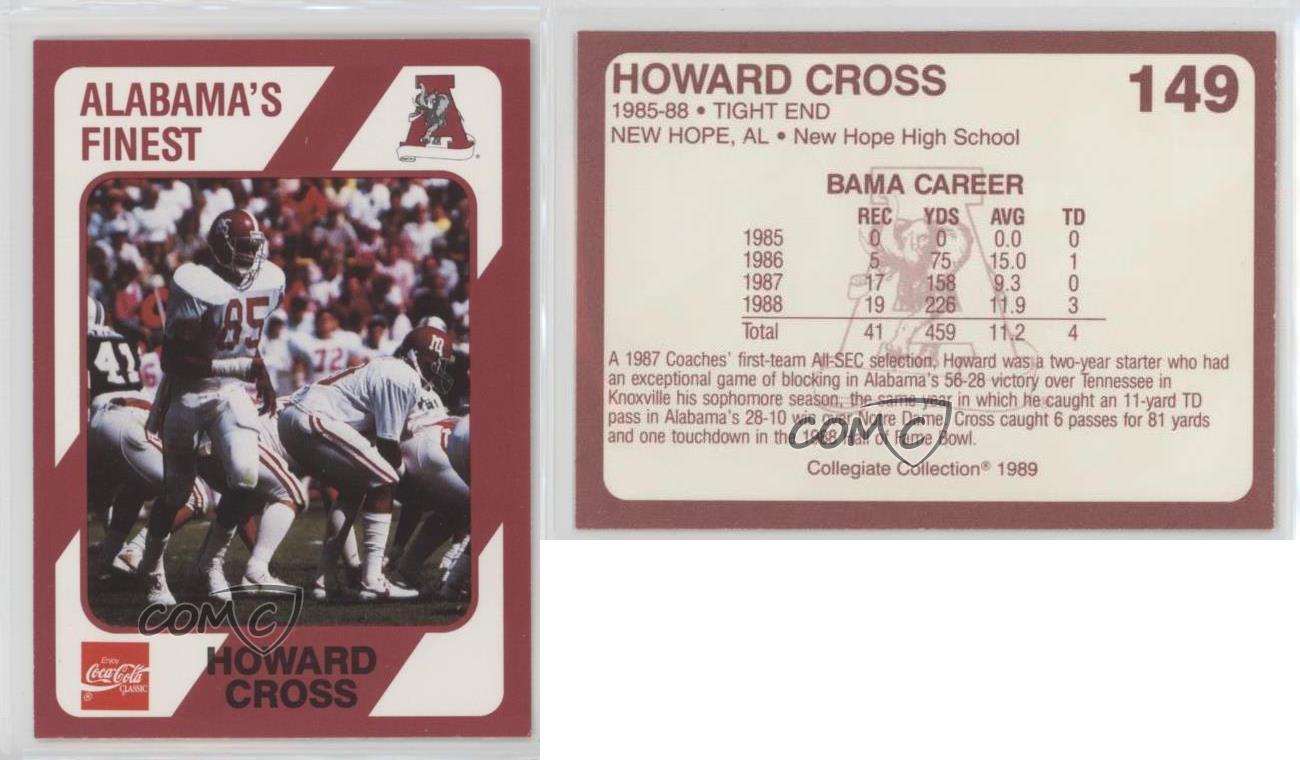 ALABAMA'S
FINEST
A
85
41
72
m
COMC
Enjoy
Coca-Cola
CLASSIC
®
HOWARD
CROSS
HOWARD CROSS
149
1985-88 • TIGHT END
NEW HOPE, AL • New Hope High School
BAMA CAREER
REC YDS AVG TD
1985 0 0 0.0 0
1986 5 75 15.0 1
1987 17 158 9.3 0
1988 19 226 11.9 3
Total 41 459 11.2 4
A 1987 Coaches' first-team All-SEC selection, Howard was a two-year starter who had
an exceptional game of blocking in Alabama's 56-28 victory over Tennessee in
Knoxville his sophomore season, the same year in which he caught an 11-yard TD
pass in Alabama's 28-10 win over Notre Dame. Cross caught 6 passes for 81 yards
and one touchdown in the 1988 Hall of Fame Bowl.
COMC
Collegiate Collection® 1989